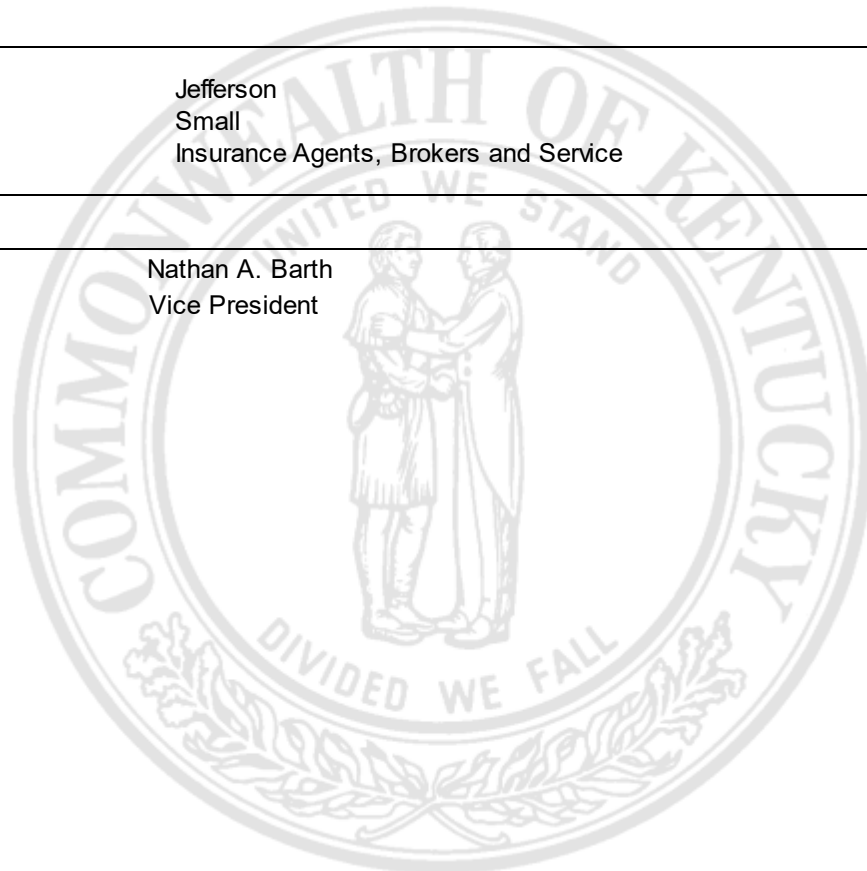 Jefferson
Small
Insurance Agents, Brokers and Service
Nathan A. Barth
Vice President
COMMONWEALTH OF KENTUCKY
UNITED WE STAND
DIVIDED WE FALL